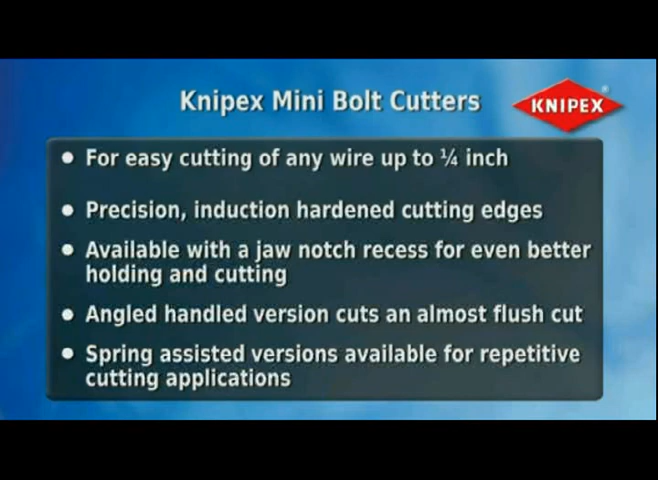 Knipex Mini Bolt Cutters
KNIPEX®
• For easy cutting of any wire up to ¼ inch
• Precision, induction hardened cutting edges
• Available with a jaw notch recess for even better
holding and cutting
• Angled handled version cuts an almost flush cut
• Spring assisted versions available for repetitive
cutting applications